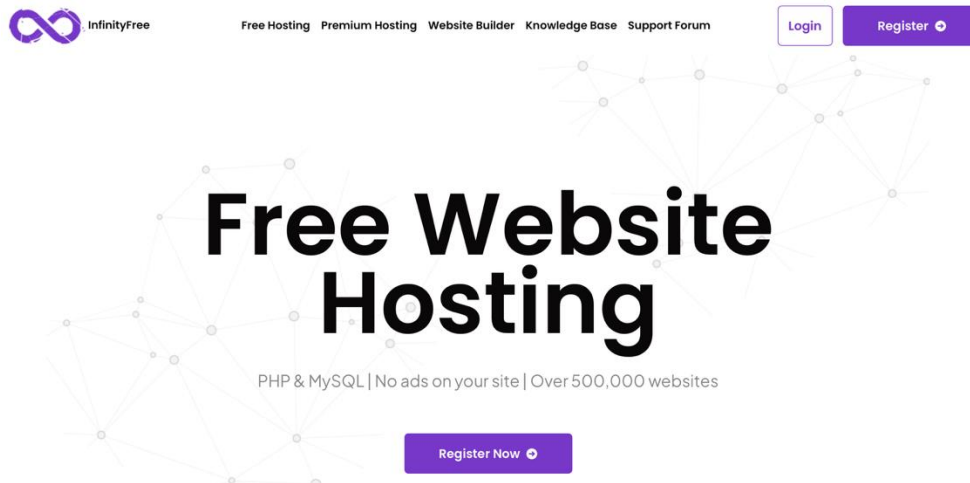 InfinityFree
Free Hosting Premium Hosting Website Builder Knowledge Base Support Forum
Login
Register
Free Website
Hosting
PHP & MySQL | No ads on your site | Over 500,000 websites
Register Now